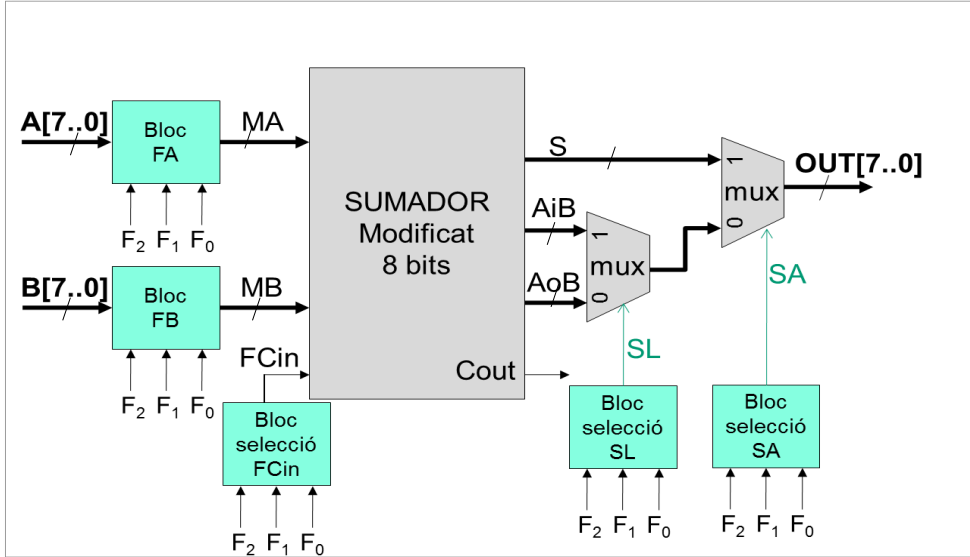 A[7..0]
Bloc
FA
MA
F2 F1 F0
B[7..0]
Bloc
FB
MB
F2 F1 F0
FCin
Bloc
selecció
FCin
F2 F1 F0
SUMADOR
Modificat
8 bits
S
AiB
AoB
Cout
1
mux
0
SL
Bloc
selecció
SL
F2 F1 F0
1
mux
0
OUT[7..0]
SA
Bloc
selecció
SA
F2 F1 F0